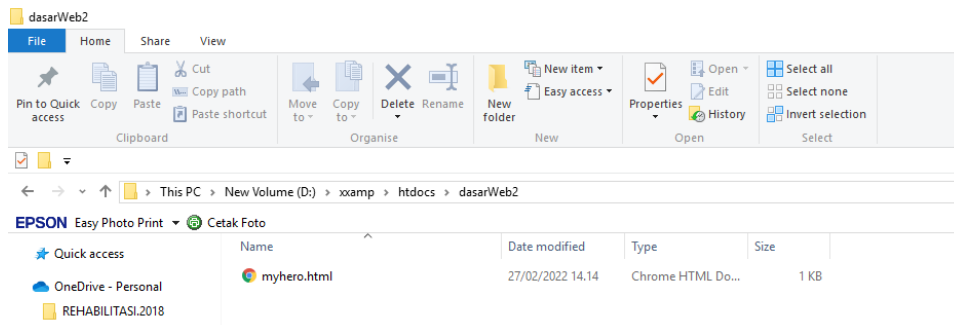 dasarWeb2
File Home Share View
Pin to Quick access
Copy
Paste
Cut
Copy path
Paste shortcut
Clipboard
Move to
Copy to
Delete
Rename
Organise
New folder
New item
Easy access
New
Properties
Open
Edit
History
Open
Select all
Select none
Invert selection
Select
This PC > New Volume (D:) > xxamp > htdocs > dasarWeb2
EPSON Easy Photo Print Cetak Foto
Name Date modified Type Size
Quick access
myhero.html 27/02/2022 14.14 Chrome HTML Do... 1 KB
OneDrive - Personal
REHABILITASI.2018